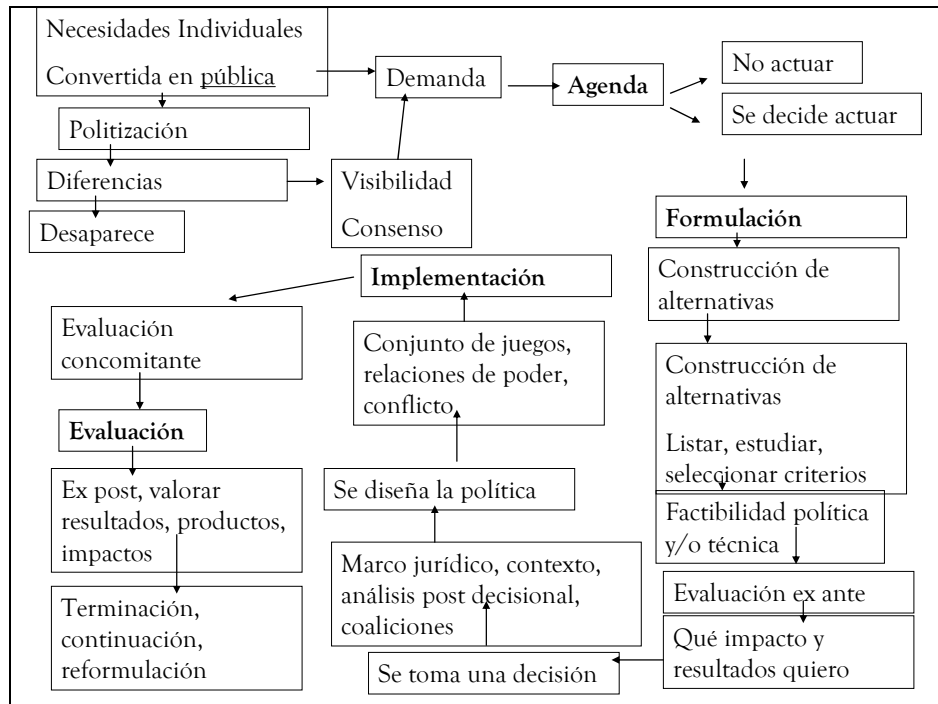 Necesidades Individuales
Convertida en pública
Politización
Diferencias
Desaparece
Visibilidad
Consenso
Demanda
Agenda
No actuar
Se decide actuar
Formulación
Construcción de
alternativas
Construcción de
alternativas
Listar, estudiar,
seleccionar criterios
Factibilidad política
y/o técnica
Evaluación ex ante
Qué impacto y
resultados quiero
Se toma una decisión
Marco jurídico, contexto,
análisis post decisional,
coaliciones
Se diseña la política
Conjunto de juegos,
relaciones de poder,
conflicto
Implementación
Evaluación
concomitante
Evaluación
Ex post, valorar
resultados, productos,
impactos
Terminación,
continuación,
reformulación